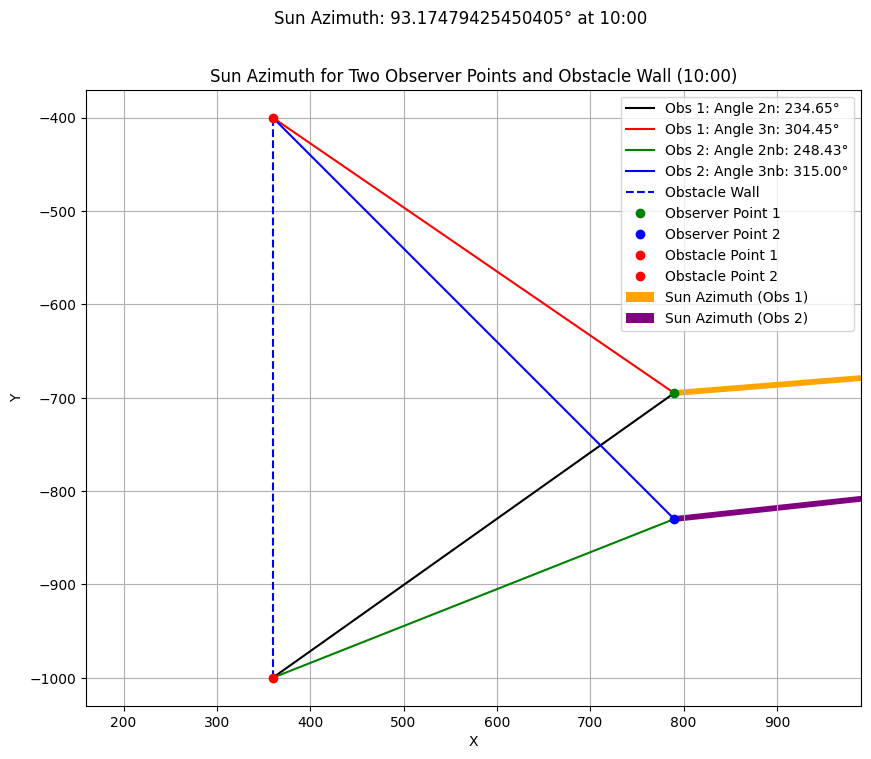 Sun Azimuth: 93.17479425450405° at 10:00
Sun Azimuth for Two Observer Points and Obstacle Wall (10:00)
Obs 1: Angle 2n: 234.65°
Obs 1: Angle 3n: 304.45°
Obs 2: Angle 2nb: 248.43°
Obs 2: Angle 3nb: 315.00°
Obstacle Wall
Observer Point 1
Observer Point 2
Obstacle Point 1
Obstacle Point 2
Sun Azimuth (Obs 1)
Sun Azimuth (Obs 2)
−400
−500
−600
−700
−800
−900
−1000
Y
200
300
400
500
600
700
800
900
X